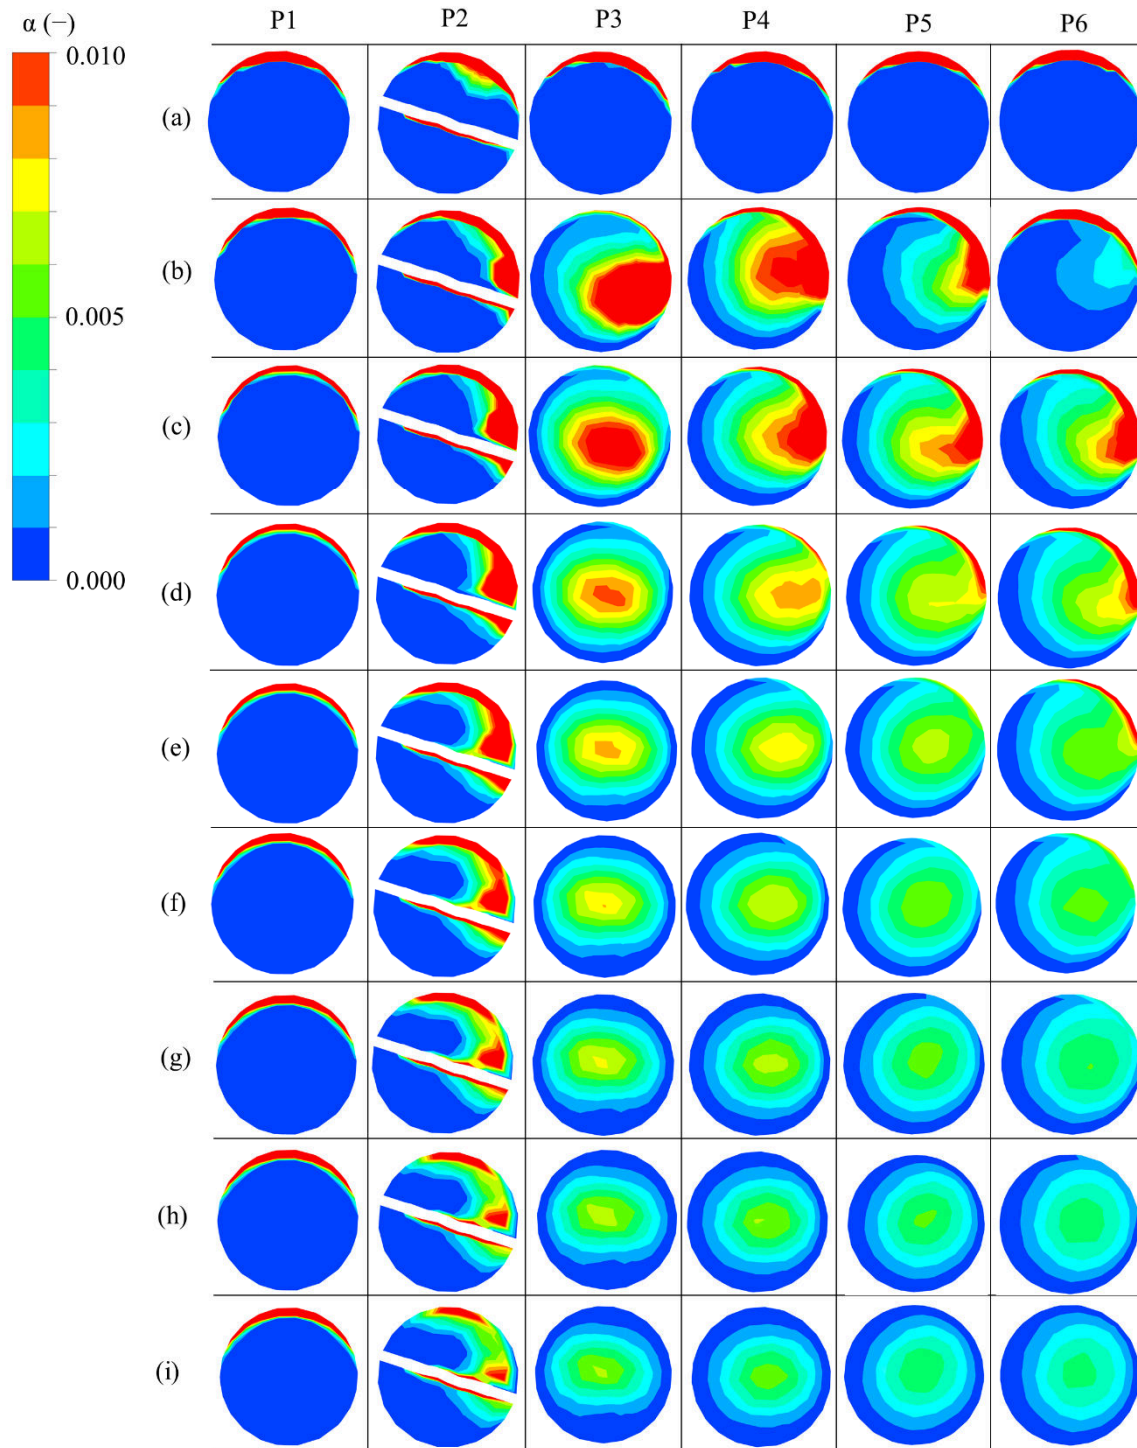 α (−)
P1 P2 P3 P4 P5 P6
0.010
0.005
0.000
(a)
(b)
(c)
(d)
(e)
(f)
(g)
(h)
(i)